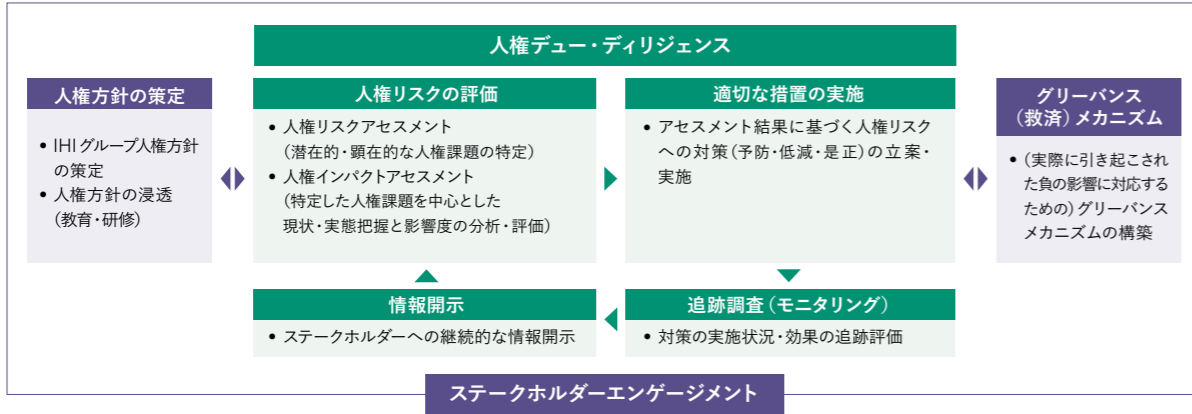 人権デュー・ディリジェンス
人権方針の策定
• IHIグループ人権方針
の策定
• 人権方針の浸透
(教育・研修)
人権リスクの評価
• 人権リスクアセスメント
(潜在的・顕在的な人権課題の特定)
• 人権インパクトアセスメント
(特定した人権課題を中心とした
現状・実態把握と影響度の分析・評価)
適切な措置の実施
• アセスメント結果に基づく人権リスク
への対策(予防・低減・是正)の立案・
実施
グリーバンス
(救済)メカニズム
• (実際に引き起こされ
た負の影響に対応する
ための)グリーバンス
メカニズムの構築
情報開示
• ステークホルダーへの継続的な情報開示
追跡調査(モニタリング)
• 対策の実施状況・効果の追跡評価
ステークホルダーエンゲージメント